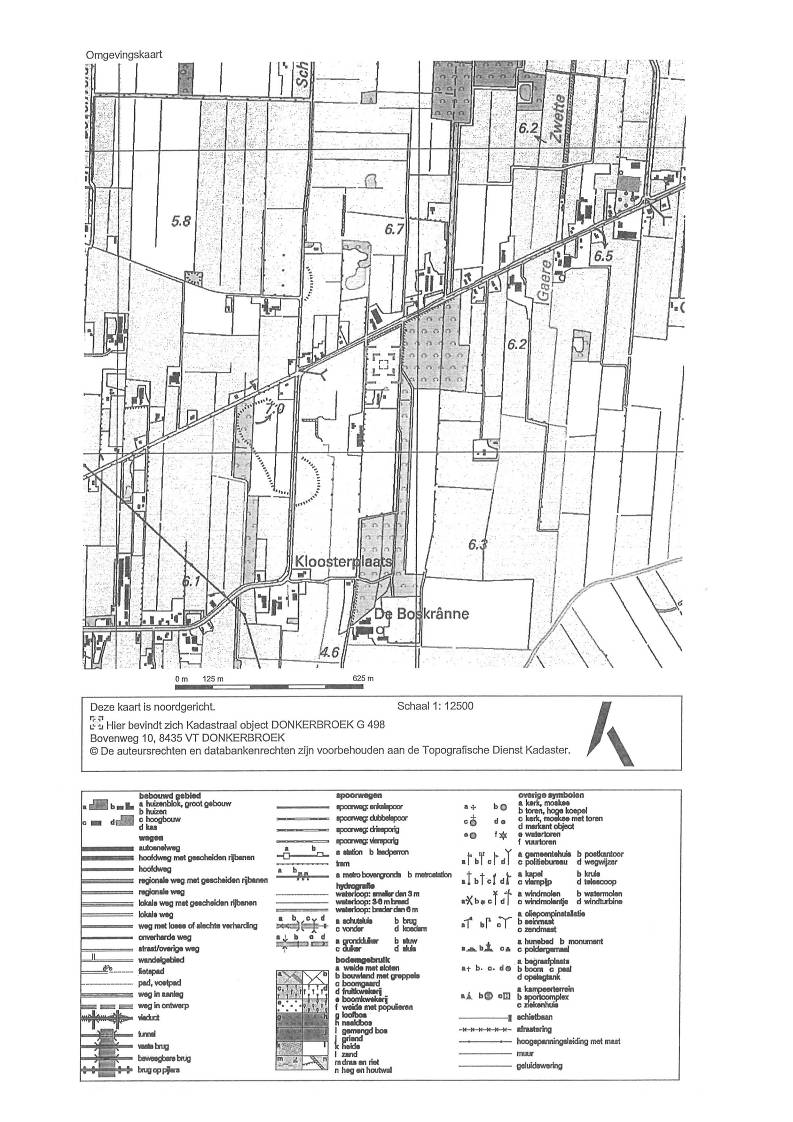 Omgevingskaart
Sch
Zwette
6.2
5.8
6.7
6.5
Gaere
6.2
7.0
6.3
Kloosterplaats
6.1
De Boskrânne
4.6
0 m 125 m 625 m
Deze kaart is noordgericht. Schaal 1: 12500
Hier bevindt zich Kadastraal object DONKERBROEK G 498
Bovenweg 10, 8435 VT DONKERBROEK
© De auteursrechten en databankenrechten zijn voorbehouden aan de Topografische Dienst Kadaster.
bebouwd gebied
a huizenblok, groot gebouw
b huizen
c hoogbouw
d kas
wegen
autosnelweg
hoofdweg met gescheiden rijbanen
hoofdweg
regionale weg met gescheiden rijbanen
regionale weg
lokale weg met gescheiden rijbanen
lokale weg
weg met losse of slechte verharding
onverharde weg
straat/overige weg
wandelgebied
fietspad
pad, voetpad
weg in aanleg
weg in ontwerp
viaduct
tunnel
vaste brug
beweegbare brug
brug op pijlers
spoorwegen
spoorweg: enkelspoor
spoorweg: dubbelspoor
spoorweg: driesporig
spoorweg: viersporig
a station b laadperron
tram
a metro bovengronds b metrostation
hydrografie
waterloop: smaller dan 3 m
waterloop: 3-6 m breed
waterloop: breder dan 6 m
a schutsluis b brug
c vonder d koedam
a grondduiker b stuw
c duiker d sluis
bodemgebruik
a weide met sloten
b bouwland met greppels
c boomgaard
d fruitkwekerij
e boomkwekerij
f weide met populieren
g loofbos
h naaldbos
i gemengd bos
j griend
k heide
l zand
m dras en riet
n heg en houtwal
overige symbolen
a kerk, moskee
b toren, hoge koepel
c kerk, moskee met toren
d markant object
e watertoren
f vuurtoren
a gemeentehuis b postkantoor
c politiebureau d wegwijzer
a kapel b kruis
c vlampijp d telescoop
a windmolen b watermolen
c windmolentje d windturbine
a oliepompinstallatie
b seinmast
c zendmast
a hunebed b monument
c poldergemaal
a begraafplaats
b boom c paal
d opslagtank
a kampeerterrein
b sportcomplex
c ziekenhuis
schietbaan
afrastering
hoogspanningsleiding met mast
muur
geluidswering